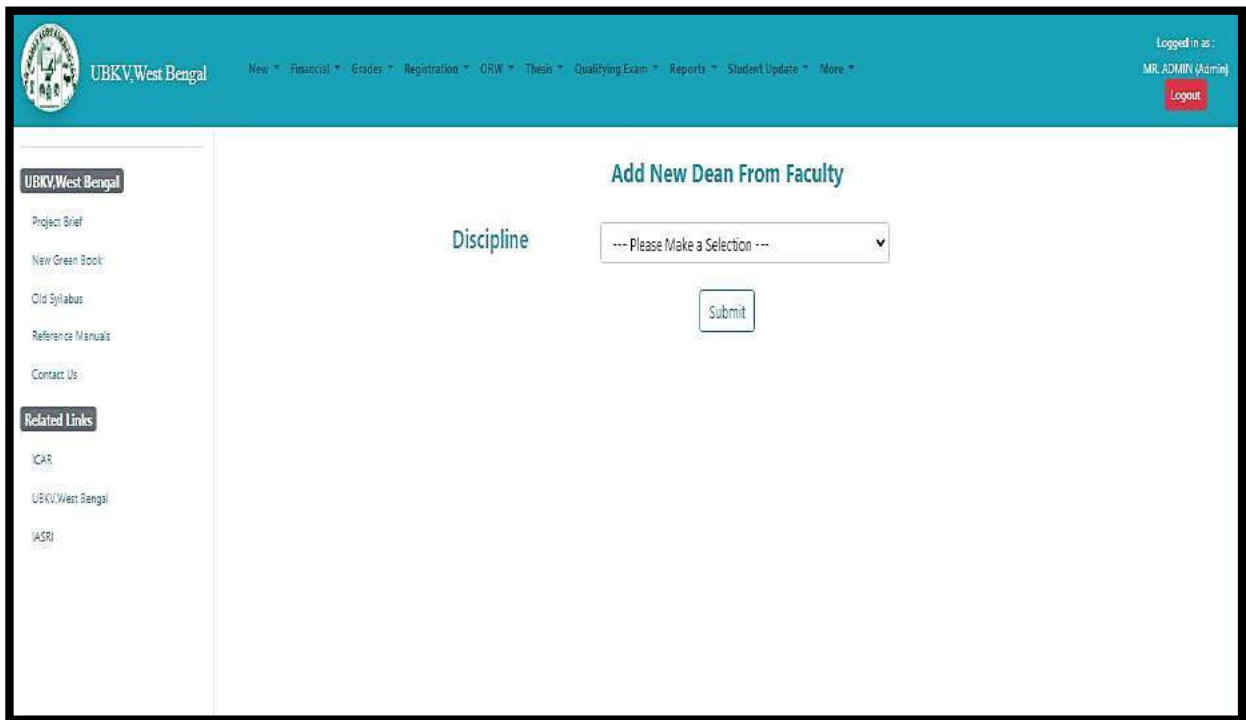 UBKV,West Bengal
New Financial Grades Registration ORW Thesis Qualifying Exam Reports Student Update More
Logged in as :
MR. ADMIN (Admin)
Logout
UBKV,West Bengal
Project Brief
New Green Book
Old Syllabus
Reference Manuals
Contact Us
Related Links
ICAR
UBKV,West Bengal
IASRI
Add New Dean From Faculty
Discipline
--- Please Make a Selection ---
Submit